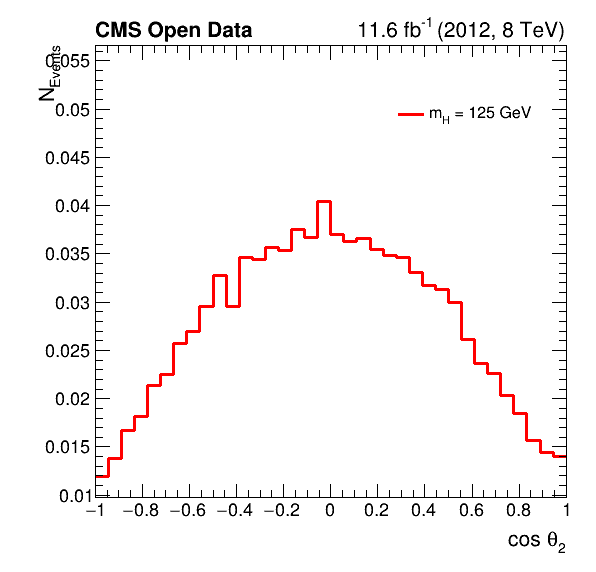 CMS Open Data 11.6 fb⁻¹ (2012, 8 TeV)
N_Events
m_H = 125 GeV
0.055
0.05
0.045
0.04
0.035
0.03
0.025
0.02
0.015
0.01
−1 −0.8 −0.6 −0.4 −0.2 0 0.2 0.4 0.6 0.8 1
cos θ₂